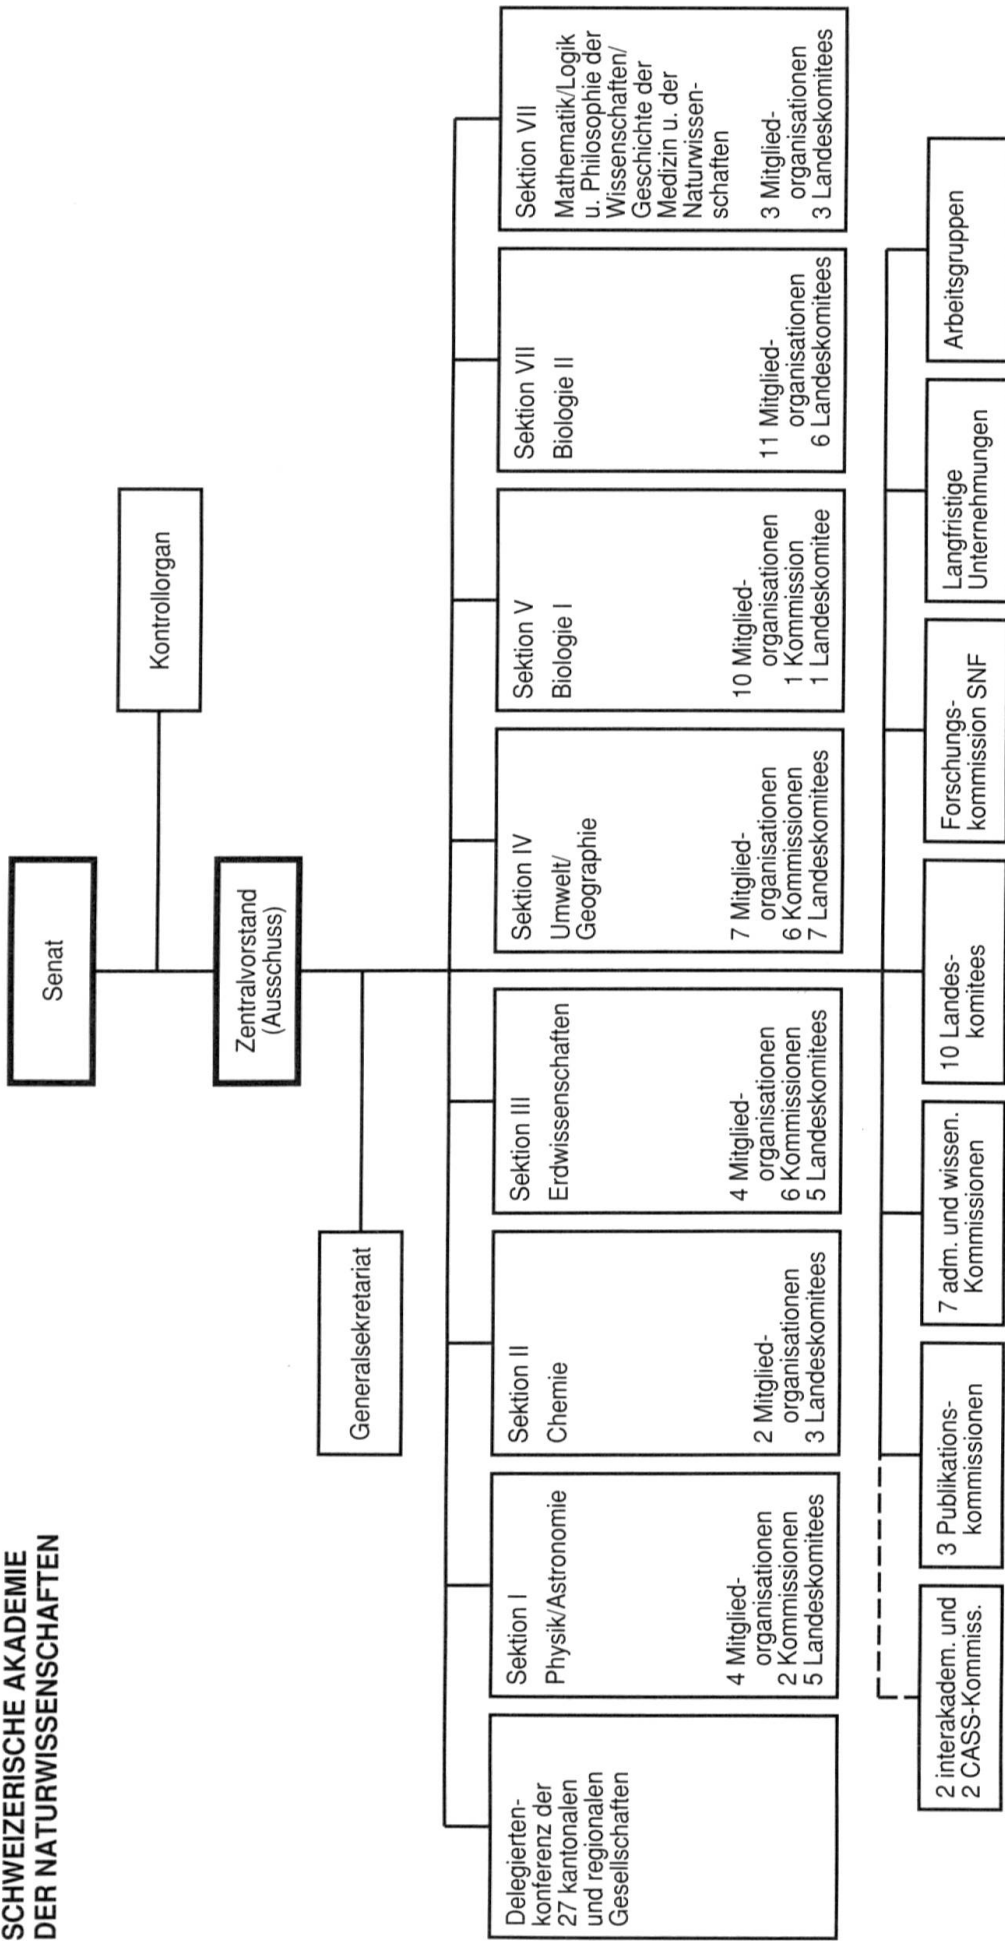 SCHWEIZERISCHE AKADEMIE
DER NATURWISSENSCHAFTEN
Senat
Kontrollorgan
Zentralvorstand
(Ausschuss)
Generalsekretariat
Delegierten-
konferenz der
27 kantonalen
und regionalen
Gesellschaften
Sektion I
Physik/Astronomie
4 Mitglied-
organisationen
2 Kommissionen
5 Landeskomitees
Sektion II
Chemie
2 Mitglied-
organisationen
3 Landeskomitees
Sektion III
Erdwissenschaften
4 Mitglied-
organisationen
6 Kommissionen
5 Landeskomitees
Sektion IV
Umwelt/
Geographie
7 Mitglied-
organisationen
6 Kommissionen
7 Landeskomitees
Sektion V
Biologie I
10 Mitglied-
organisationen
1 Kommission
1 Landeskomitee
Sektion VII
Biologie II
11 Mitglied-
organisationen
6 Landeskomitees
Sektion VII
Mathematik/Logik
u. Philosophie der
Wissenschaften/
Geschichte der
Medizin u. der
Naturwissen-
schaften
3 Mitglied-
organisationen
3 Landeskomitees
2 interakadem. und
2 CASS-Kommiss.
3 Publikations-
kommissionen
7 adm. und wissen.
Kommissionen
10 Landes-
komitees
Forschungs-
kommission SNF
Langfristige
Unternehmungen
Arbeitsgruppen